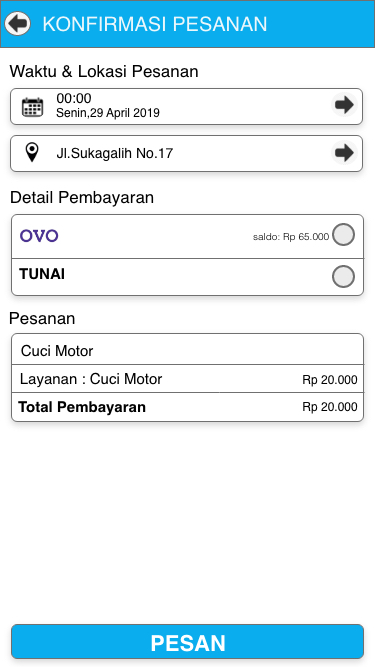 KONFIRMASI PESANAN
Waktu & Lokasi Pesanan
00:00
Senin,29 April 2019
Jl.Sukagalih No.17
Detail Pembayaran
OVO saldo: Rp 65.000
TUNAI
Pesanan
Cuci Motor
Layanan : Cuci Motor Rp 20.000
Total Pembayaran Rp 20.000
PESAN